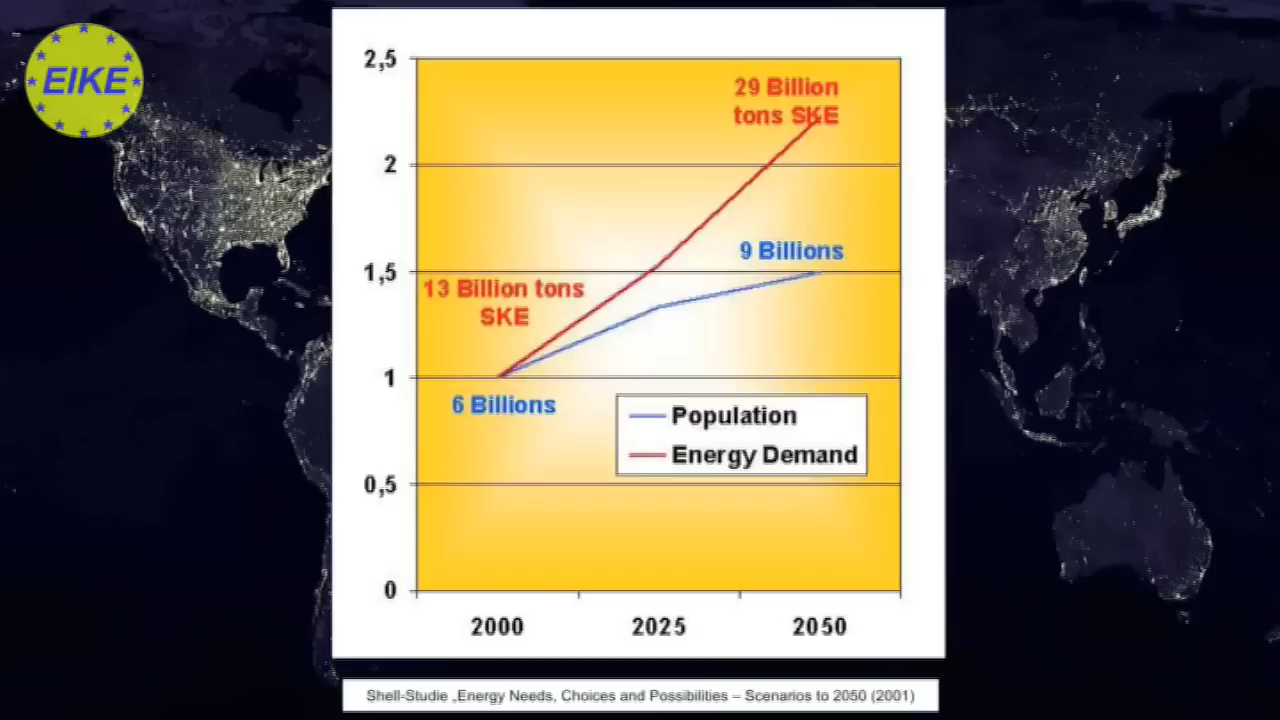 EIKE
2,5
2
1,5
1
0,5
0
29 Billion
tons SKE
9 Billions
13 Billion tons
SKE
6 Billions
Population
Energy Demand
2000 2025 2050
Shell-Studie „Energy Needs, Choices and Possibilities – Scenarios to 2050 (2001)